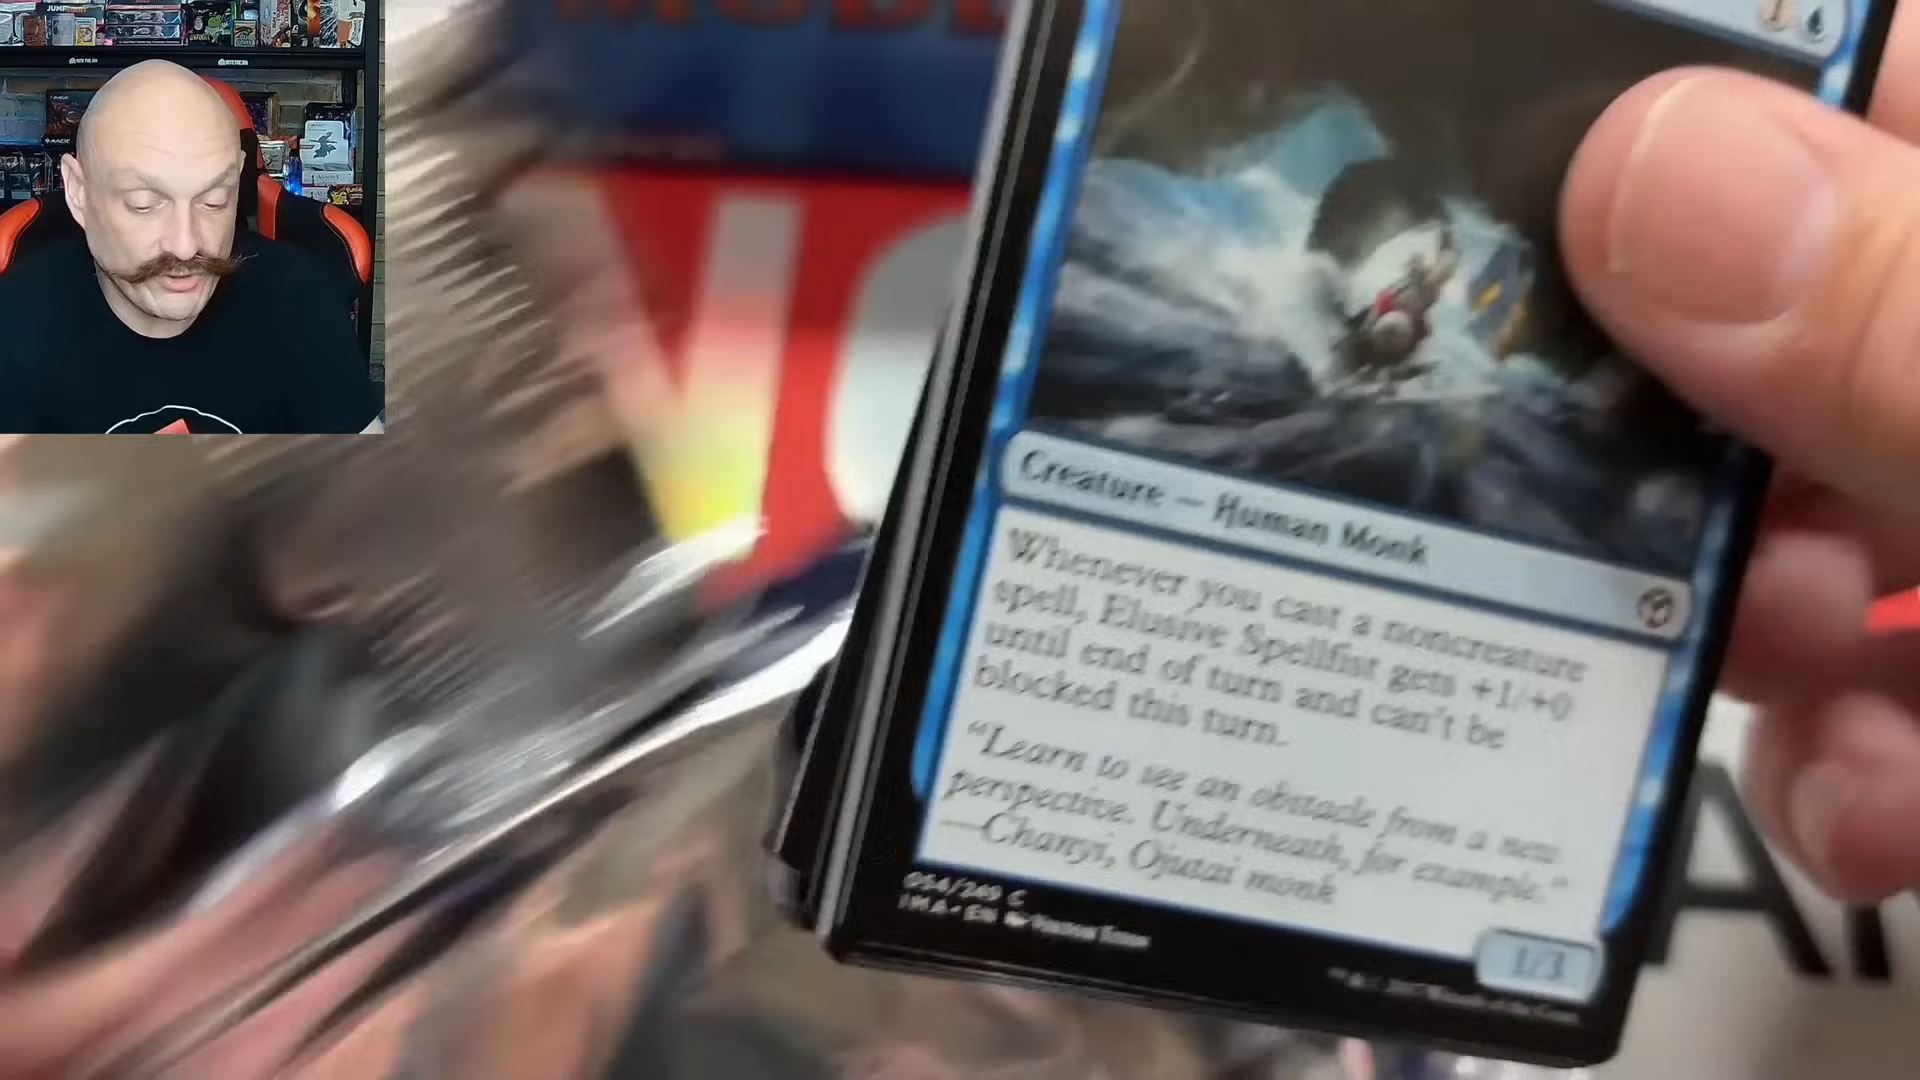 1
Creature — Human Monk
Whenever you cast a noncreature
spell, Elusive Spellfist gets +1/+0
until end of turn and can't be
blocked this turn.
"Learn to see an obstacle from a new
perspective. Underneath, for example."
—Chanyi, Ojutai monk
054/249 C
IMA • EN
1/3